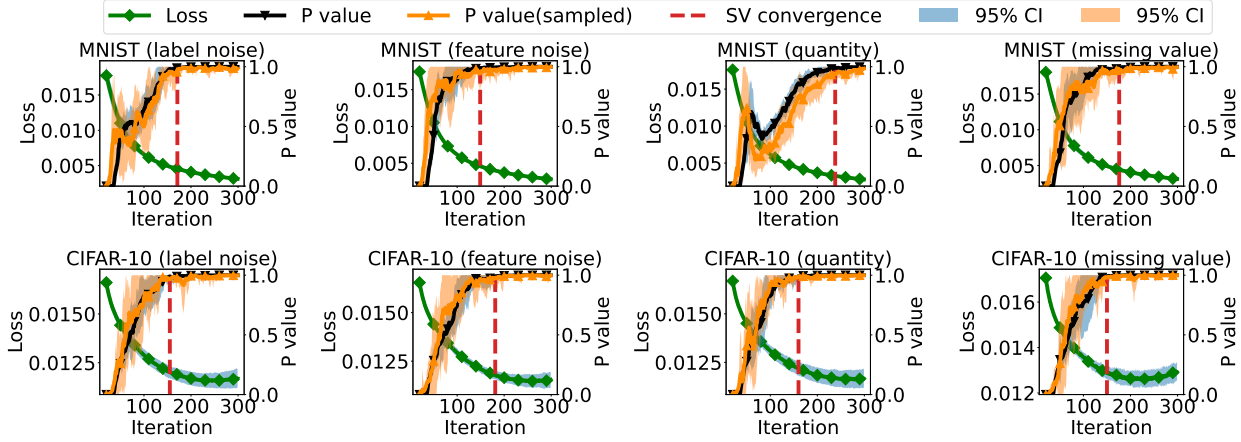 Loss P value P value(sampled) SV convergence 95% CI 95% CI
MNIST (label noise) MNIST (feature noise) MNIST (quantity) MNIST (missing value)
Loss
0.015
0.010
0.005
P value
1.0
0.5
0.0
100 200 300
Iteration
Loss
0.015
0.010
0.005
P value
1.0
0.5
0.0
100 200 300
Iteration
Loss
0.015
0.010
0.005
P value
1.0
0.5
0.0
100 200 300
Iteration
Loss
0.015
0.010
0.005
P value
1.0
0.5
0.0
100 200 300
Iteration
CIFAR-10 (label noise) CIFAR-10 (feature noise) CIFAR-10 (quantity) CIFAR-10 (missing value)
Loss
0.0150
0.0125
P value
1.0
0.5
0.0
100 200 300
Iteration
Loss
0.0150
0.0125
P value
1.0
0.5
0.0
100 200 300
Iteration
Loss
0.0150
0.0125
P value
1.0
0.5
0.0
100 200 300
Iteration
Loss
0.016
0.014
0.012
P value
1.0
0.5
0.0
100 200 300
Iteration